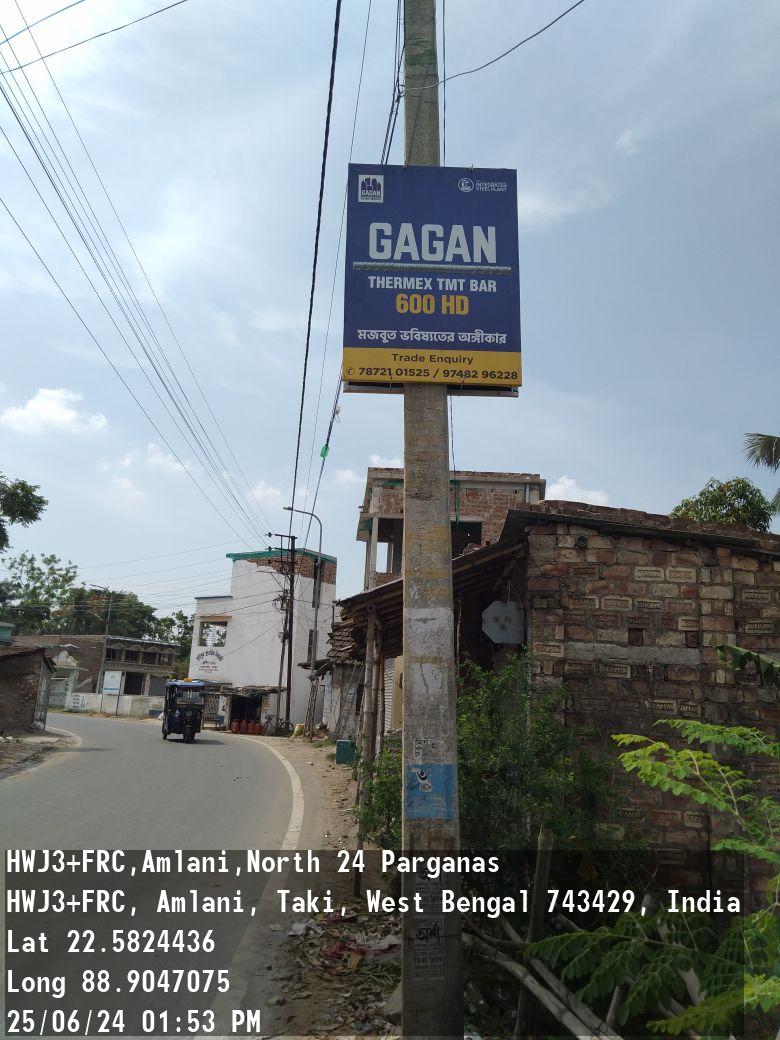 GAGAN
INTEGRATED
STEEL PLANT
GAGAN
THERMEX TMT BAR
600 HD
মজবুত ভবিষ্যতের অঙ্গীকার
Trade Enquiry
78721 01525 / 97482 96228
HWJ3+FRC,Amlani,North 24 Parganas
HWJ3+FRC, Amlani, Taki, West Bengal 743429, India
Lat 22.5824436
Long 88.9047075
25/06/24 01:53 PM